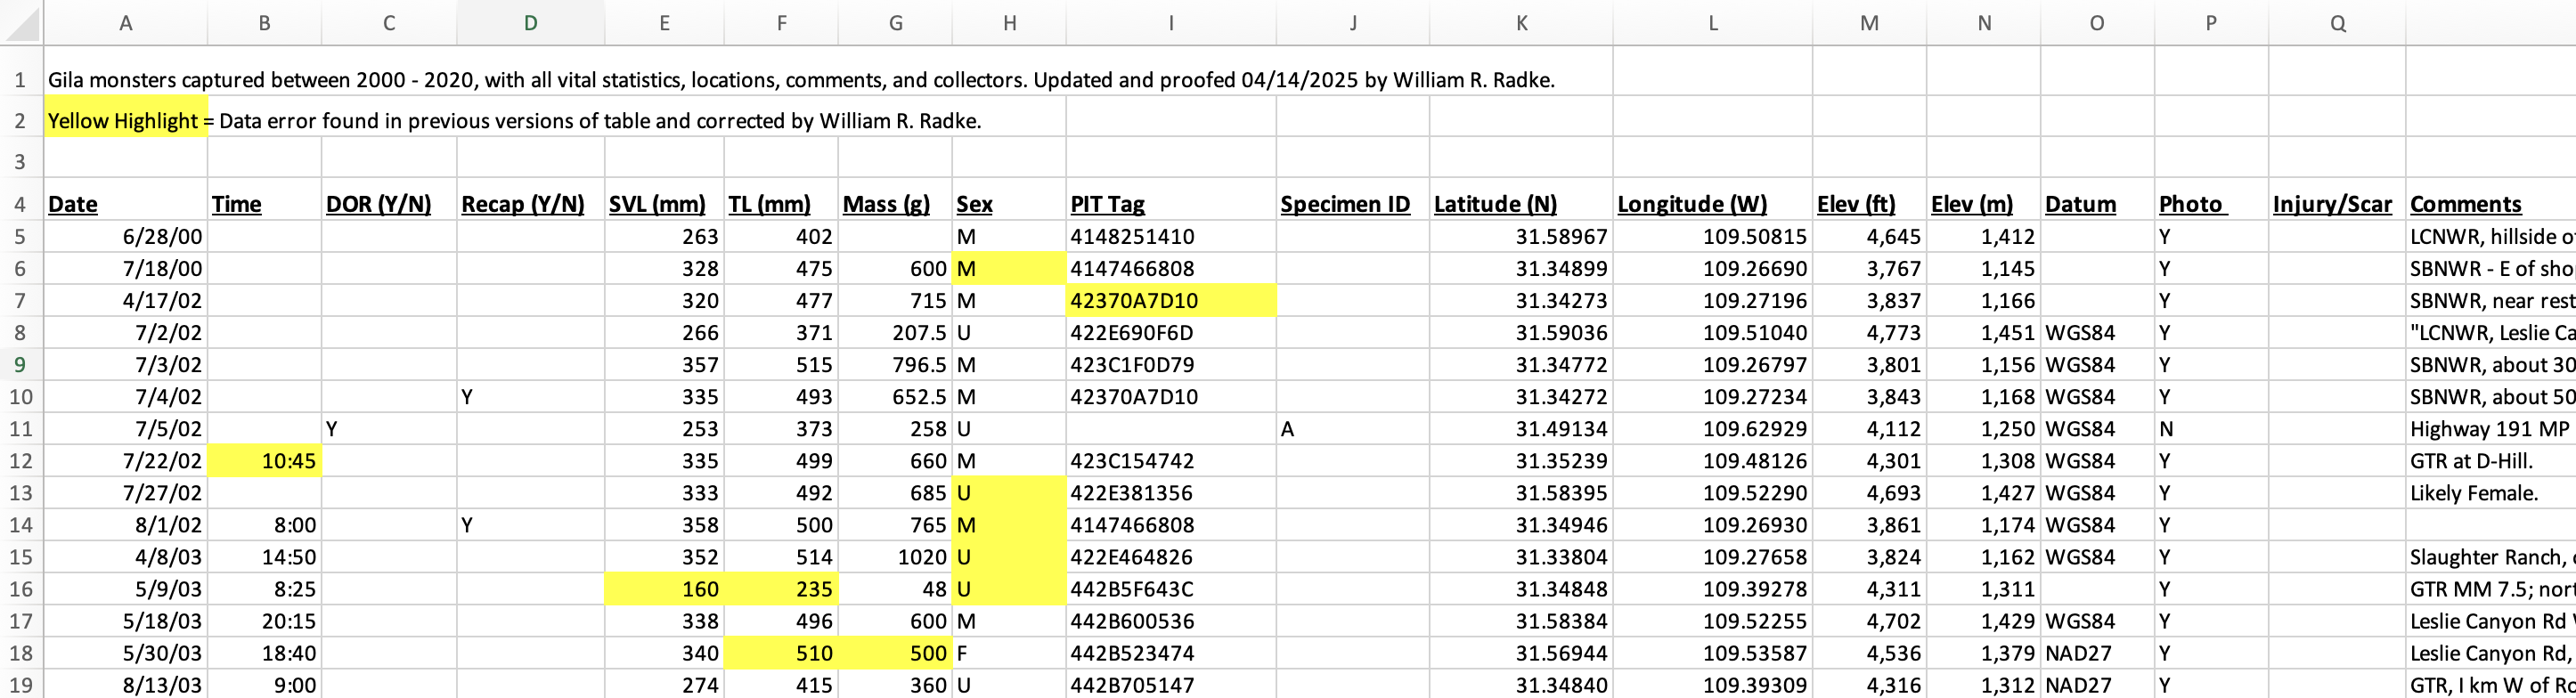 A B C D E F G H I J K L M N O P Q
1 Gila monsters captured between 2000 - 2020, with all vital statistics, locations, comments, and collectors. Updated and proofed 04/14/2025 by William R. Radke.
2 Yellow Highlight = Data error found in previous versions of table and corrected by William R. Radke.
3
4 Date Time DOR (Y/N) Recap (Y/N) SVL (mm) TL (mm) Mass (g) Sex PIT Tag Specimen ID Latitude (N) Longitude (W) Elev (ft) Elev (m) Datum Photo Injury/Scar Comments
5 6/28/00 263 402 M 4148251410 31.58967 109.50815 4,645 1,412 Y LCNWR, hillside
6 7/18/00 328 475 600 M 4147466808 31.34899 109.26690 3,767 1,145 Y SBNWR - E of
7 4/17/02 320 477 715 M 42370A7D10 31.34273 109.27196 3,837 1,166 Y SBNWR, near rest
8 7/2/02 266 371 207.5 U 422E690F6D 31.59036 109.51040 4,773 1,451 WGS84 Y "LCNWR, Leslie Ca
9 7/3/02 357 515 796.5 M 423C1F0D79 31.34772 109.26797 3,801 1,156 WGS84 Y SBNWR, about 30
10 7/4/02 Y 335 493 652.5 M 42370A7D10 31.34272 109.27234 3,843 1,168 WGS84 Y SBNWR, about 50
11 7/5/02 Y 253 373 258 U A 31.49134 109.62929 4,112 1,250 WGS84 N Highway 191 MP
12 7/22/02 10:45 335 499 660 M 423C154742 31.35239 109.48126 4,301 1,308 WGS84 Y GTR at D-Hill.
13 7/27/02 333 492 685 U 422E381356 31.58395 109.52290 4,693 1,427 WGS84 Y Likely Female.
14 8/1/02 8:00 Y 358 500 765 M 4147466808 31.34946 109.26930 3,861 1,174 WGS84 Y
15 4/8/03 14:50 352 514 1020 U 422E464826 31.33804 109.27658 3,824 1,162 WGS84 Y Slaughter Ranch,
16 5/9/03 8:25 160 235 48 U 442B5F643C 31.34848 109.39278 4,311 1,311 Y GTR MM 7.5; nort
17 5/18/03 20:15 338 496 600 M 442B600536 31.58384 109.52255 4,702 1,429 WGS84 Y Leslie Canyon Rd
18 5/30/03 18:40 340 510 500 F 442B523474 31.56944 109.53587 4,536 1,379 NAD27 Y Leslie Canyon Rd,
19 8/13/03 9:00 274 415 360 U 442B705147 31.34840 109.39309 4,316 1,312 NAD27 Y GTR, I km W of Ro